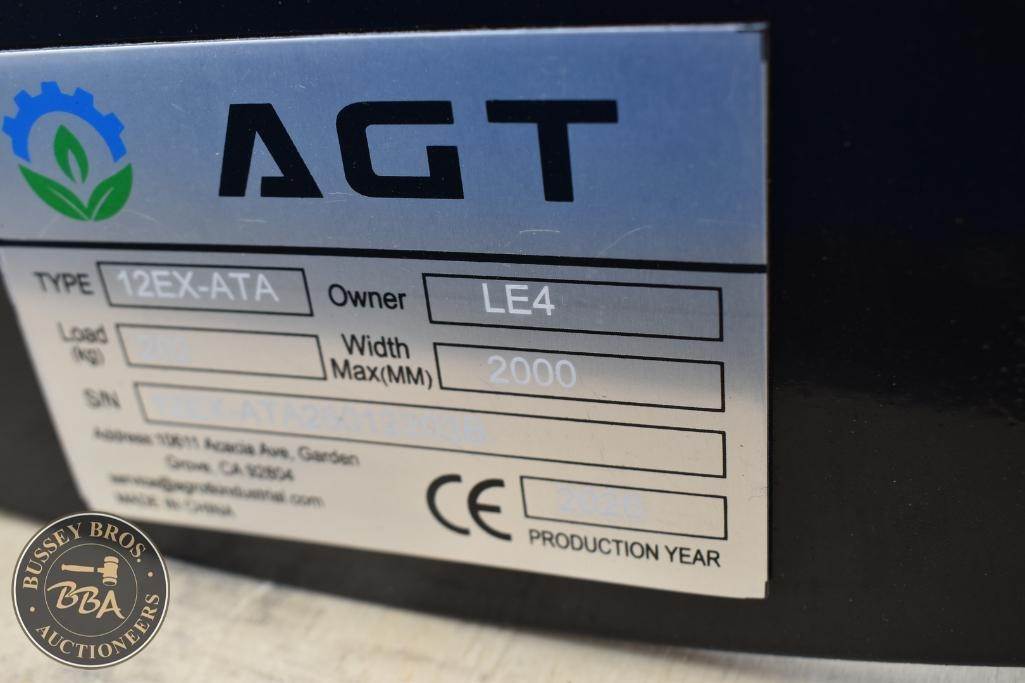 AGT
TYPE 12EX-ATA Owner LE4
Load (kg) Width Max(MM) 2000
S/N
Address: 10611 Acacia Ave, Garden
Grove, CA 92804
MADE IN CHINA
CE 2026
PRODUCTION YEAR
BUSSEY BROS.
BBA
AUCTIONEERS